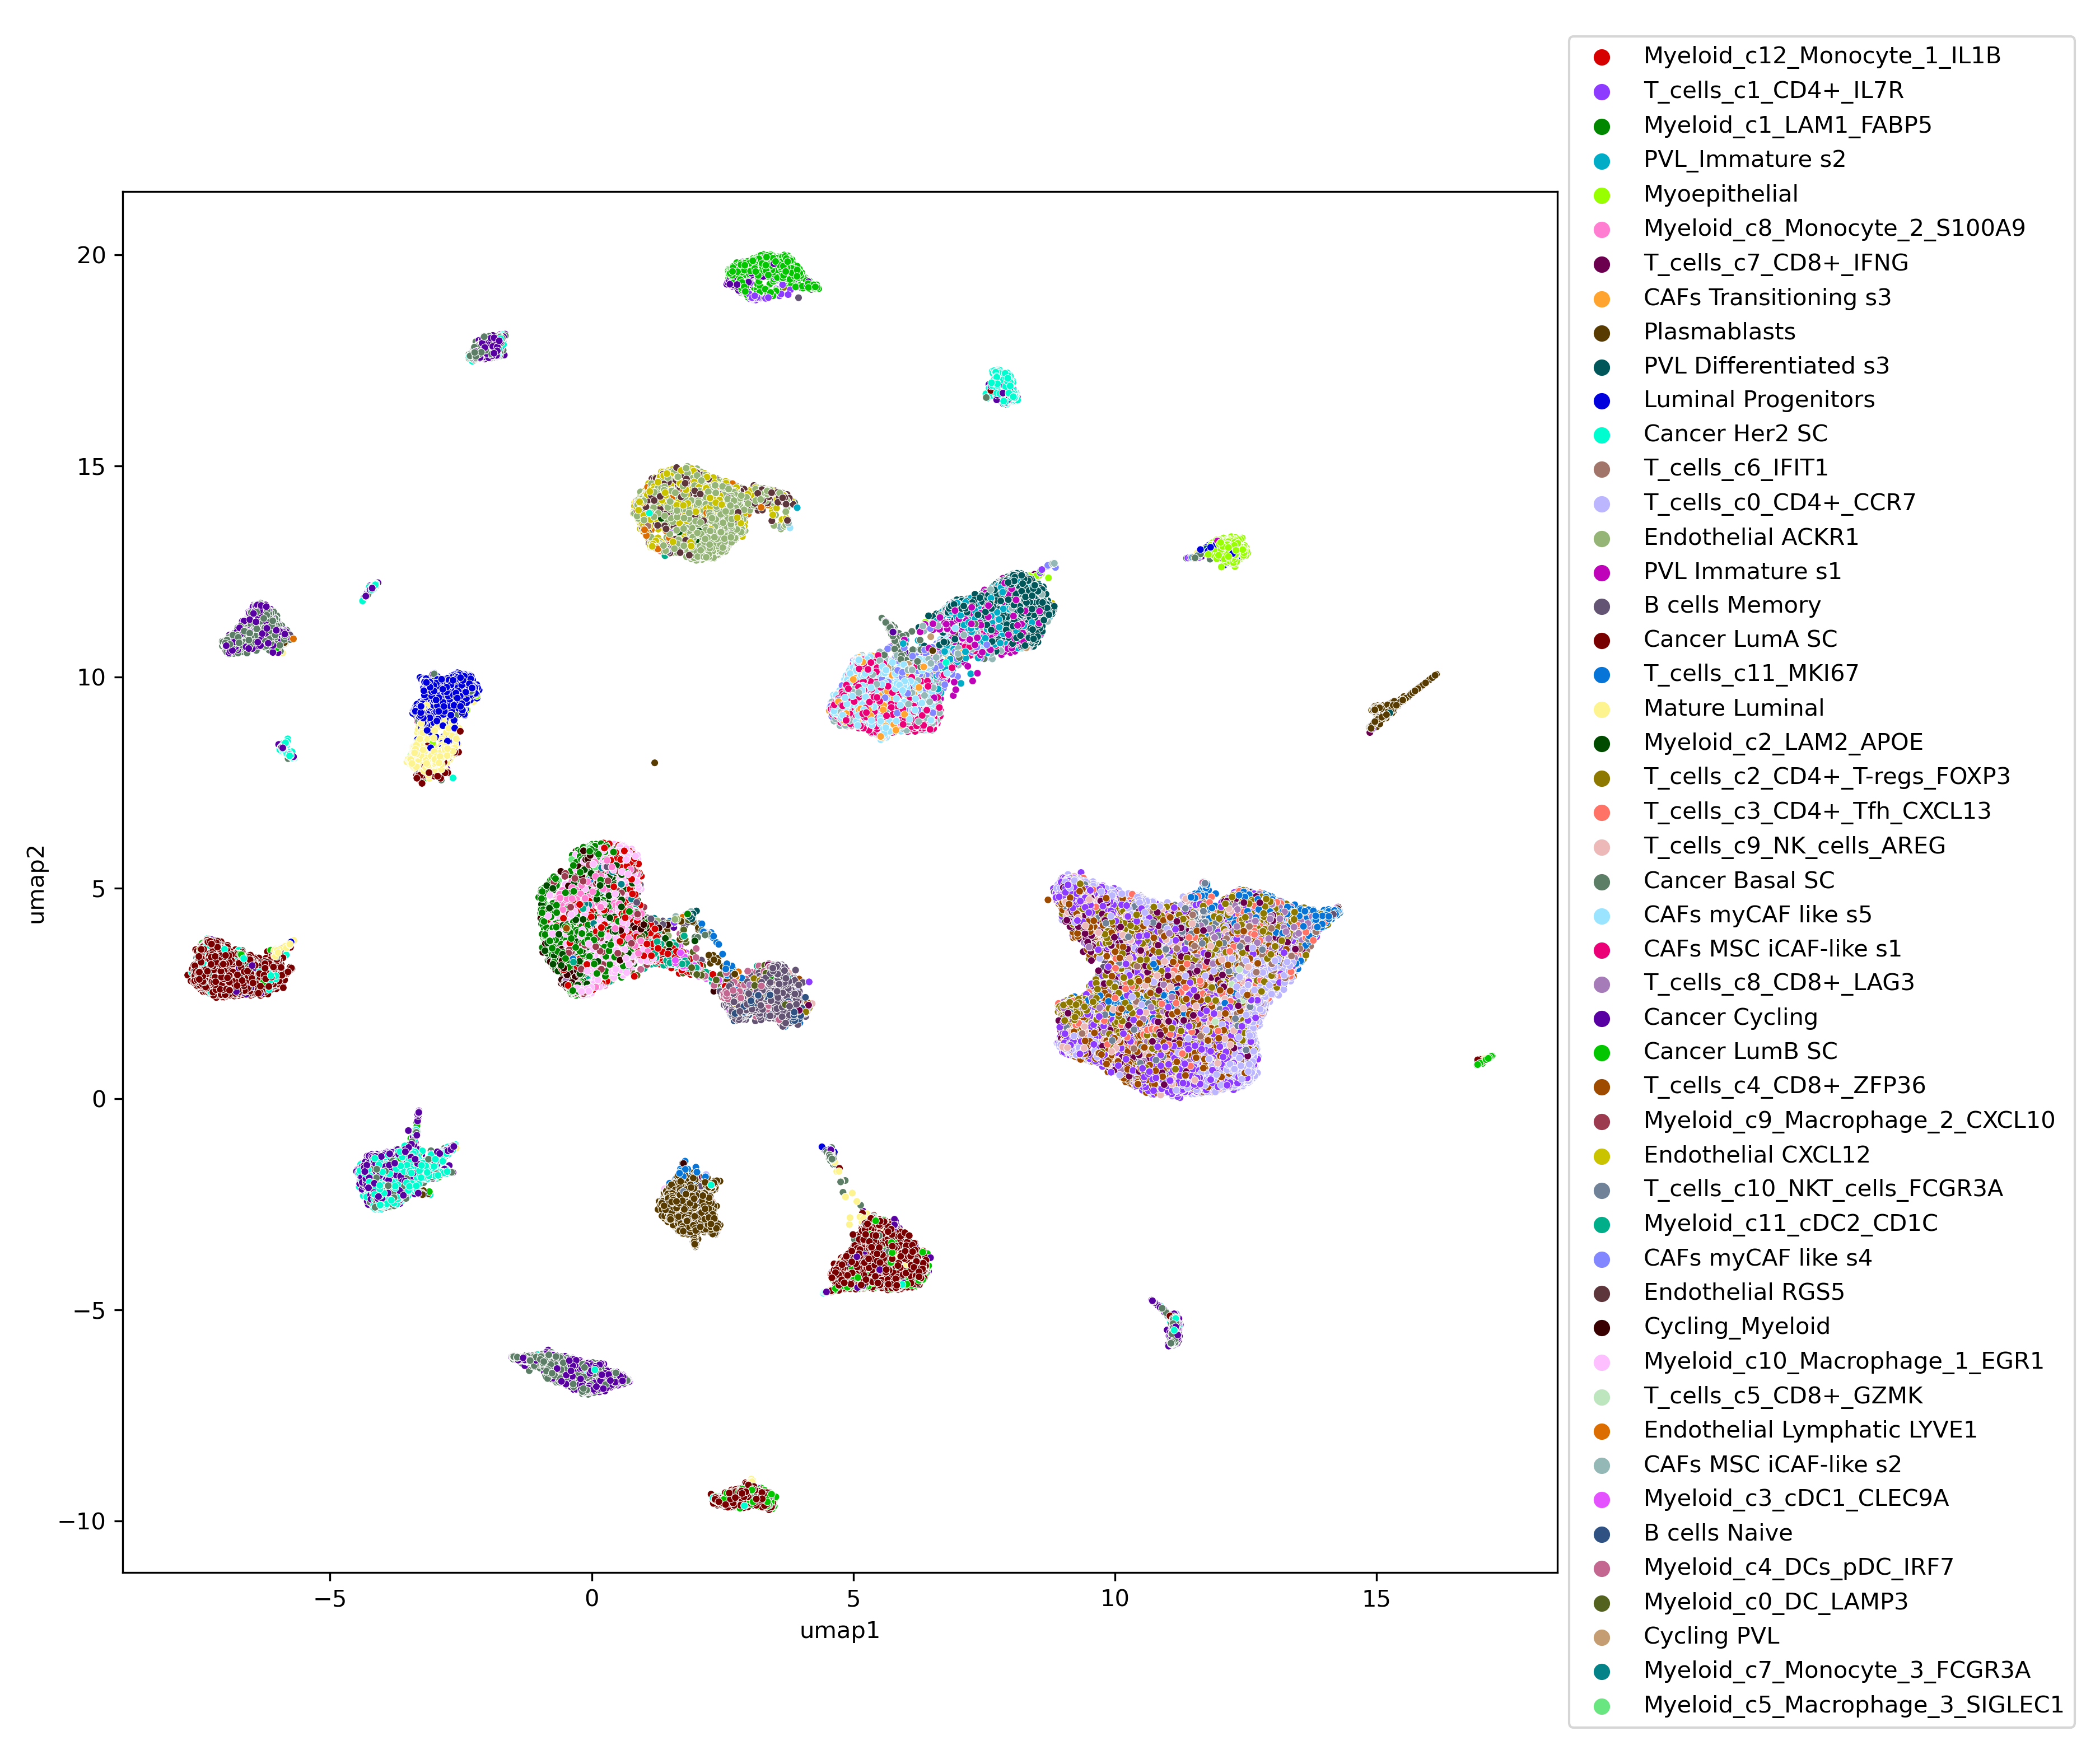 Myeloid_c12_Monocyte_1_IL1B
T_cells_c1_CD4+_IL7R
Myeloid_c1_LAM1_FABP5
PVL_Immature s2
Myoepithelial
Myeloid_c8_Monocyte_2_S100A9
T_cells_c7_CD8+_IFNG
CAFs Transitioning s3
Plasmablasts
PVL Differentiated s3
Luminal Progenitors
Cancer Her2 SC
T_cells_c6_IFIT1
T_cells_c0_CD4+_CCR7
Endothelial ACKR1
PVL Immature s1
B cells Memory
Cancer LumA SC
T_cells_c11_MKI67
Mature Luminal
Myeloid_c2_LAM2_APOE
T_cells_c2_CD4+_T-regs_FOXP3
T_cells_c3_CD4+_Tfh_CXCL13
T_cells_c9_NK_cells_AREG
Cancer Basal SC
CAFs myCAF like s5
CAFs MSC iCAF-like s1
T_cells_c8_CD8+_LAG3
Cancer Cycling
Cancer LumB SC
T_cells_c4_CD8+_ZFP36
Myeloid_c9_Macrophage_2_CXCL10
Endothelial CXCL12
T_cells_c10_NKT_cells_FCGR3A
Myeloid_c11_cDC2_CD1C
CAFs myCAF like s4
Endothelial RGS5
Cycling_Myeloid
Myeloid_c10_Macrophage_1_EGR1
T_cells_c5_CD8+_GZMK
Endothelial Lymphatic LYVE1
CAFs MSC iCAF-like s2
Myeloid_c3_cDC1_CLEC9A
B cells Naive
Myeloid_c4_DCs_pDC_IRF7
Myeloid_c0_DC_LAMP3
Cycling PVL
Myeloid_c7_Monocyte_3_FCGR3A
Myeloid_c5_Macrophage_3_SIGLEC1
20
15
10
5
0
−5
−10
umap2
−5 0 5 10 15
umap1